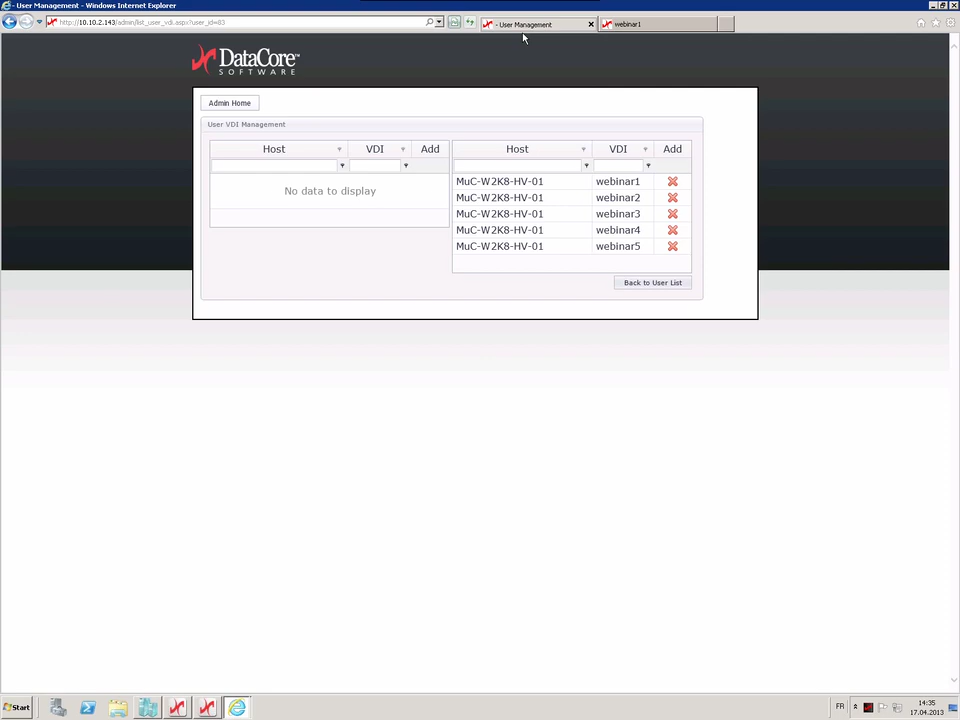 - User Management - Windows Internet Explorer
http://10.10.2.143/admin/list_user_vdi.aspx?user_id=83
- User Management
webinar1
DataCore™
SOFTWARE
Admin Home
User VDI Management
Host VDI Add
No data to display
Host VDI Add
MuC-W2K8-HV-01 webinar1
MuC-W2K8-HV-01 webinar2
MuC-W2K8-HV-01 webinar3
MuC-W2K8-HV-01 webinar4
MuC-W2K8-HV-01 webinar5
Back to User List
Start
FR
14:35
17.04.2013